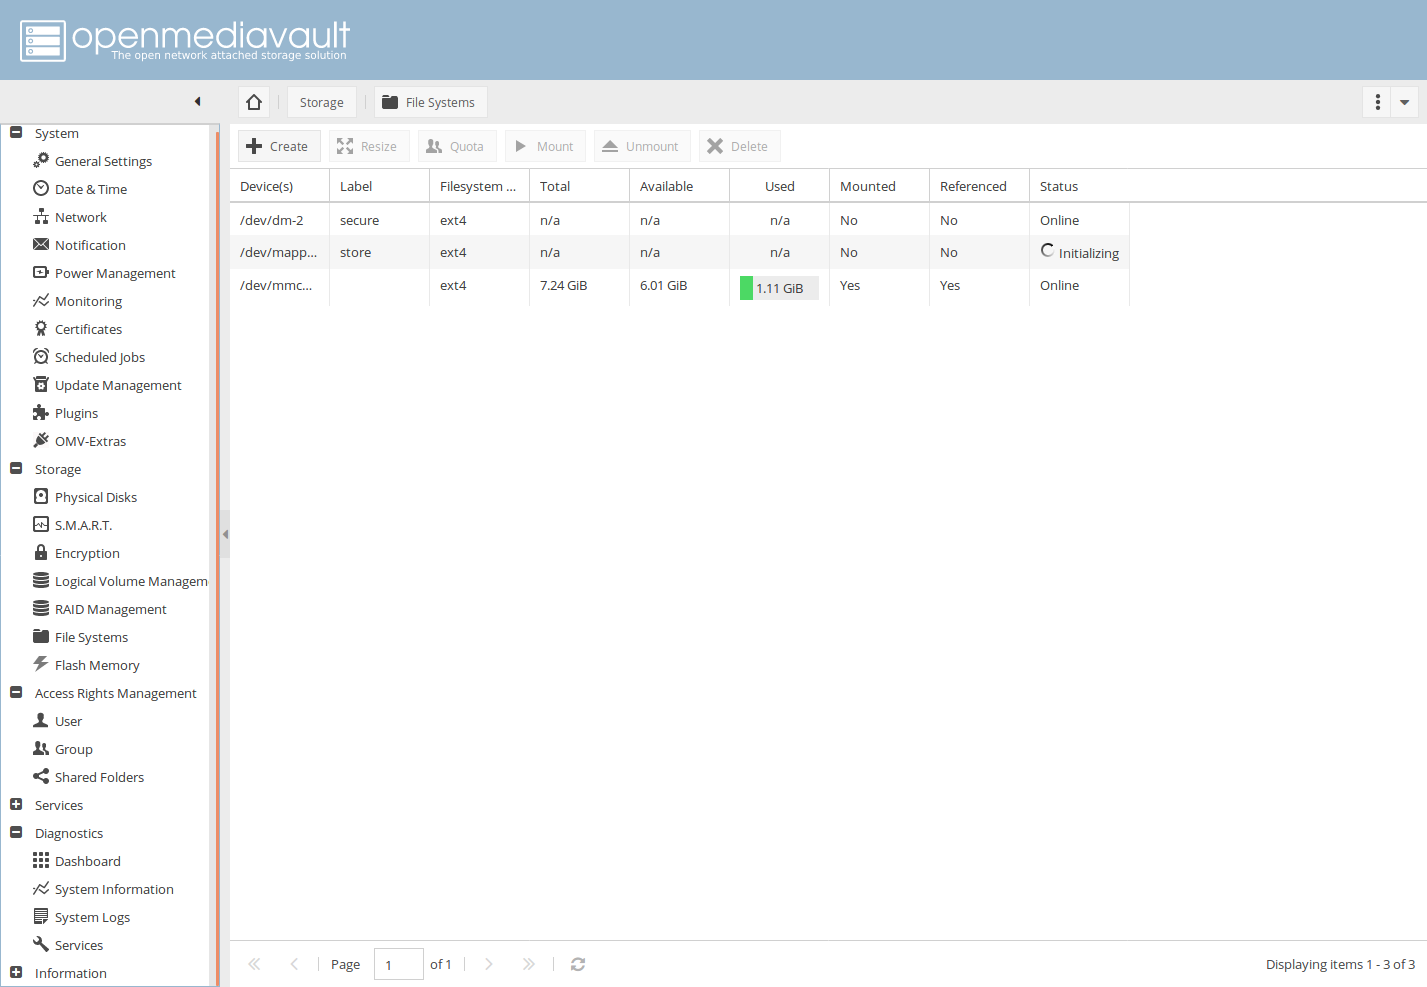 openmediavault
The open network attached storage solution
Storage File Systems
System
General Settings
Date & Time
Network
Notification
Power Management
Monitoring
Certificates
Scheduled Jobs
Update Management
Plugins
OMV-Extras
Storage
Physical Disks
S.M.A.R.T.
Encryption
Logical Volume Managem
RAID Management
File Systems
Flash Memory
Access Rights Management
User
Group
Shared Folders
Services
Diagnostics
Dashboard
System Information
System Logs
Services
Information
Create Resize Quota Mount Unmount Delete
Device(s) Label Filesystem ... Total Available Used Mounted Referenced Status
/dev/dm-2 secure ext4 n/a n/a n/a No No Online
/dev/mapp... store ext4 n/a n/a n/a No No Initializing
/dev/mmc... ext4 7.24 GiB 6.01 GiB 1.11 GiB Yes Yes Online
Page 1 of 1 Displaying items 1 - 3 of 3